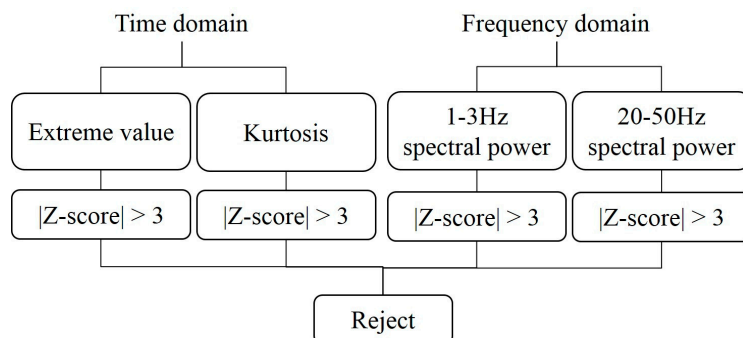 Time domain
Frequency domain
Extreme value
Kurtosis
1-3Hz
spectral power
20-50Hz
spectral power
|Z-score| > 3
|Z-score| > 3
|Z-score| > 3
|Z-score| > 3
Reject